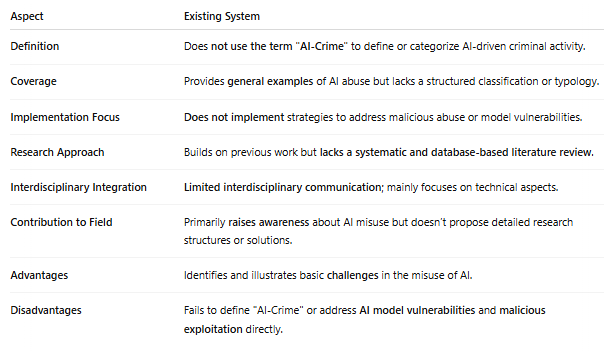 Aspect Existing System
Definition Does not use the term "AI-Crime" to define or categorize AI-driven criminal activity.
Coverage Provides general examples of AI abuse but lacks a structured classification or typology.
Implementation Focus Does not implement strategies to address malicious abuse or model vulnerabilities.
Research Approach Builds on previous work but lacks a systematic and database-based literature review.
Interdisciplinary Integration Limited interdisciplinary communication; mainly focuses on technical aspects.
Contribution to Field Primarily raises awareness about AI misuse but doesn't propose detailed research
structures or solutions.
Advantages Identifies and illustrates basic challenges in the misuse of AI.
Disadvantages Fails to define "AI-Crime" or address AI model vulnerabilities and malicious
exploitation directly.